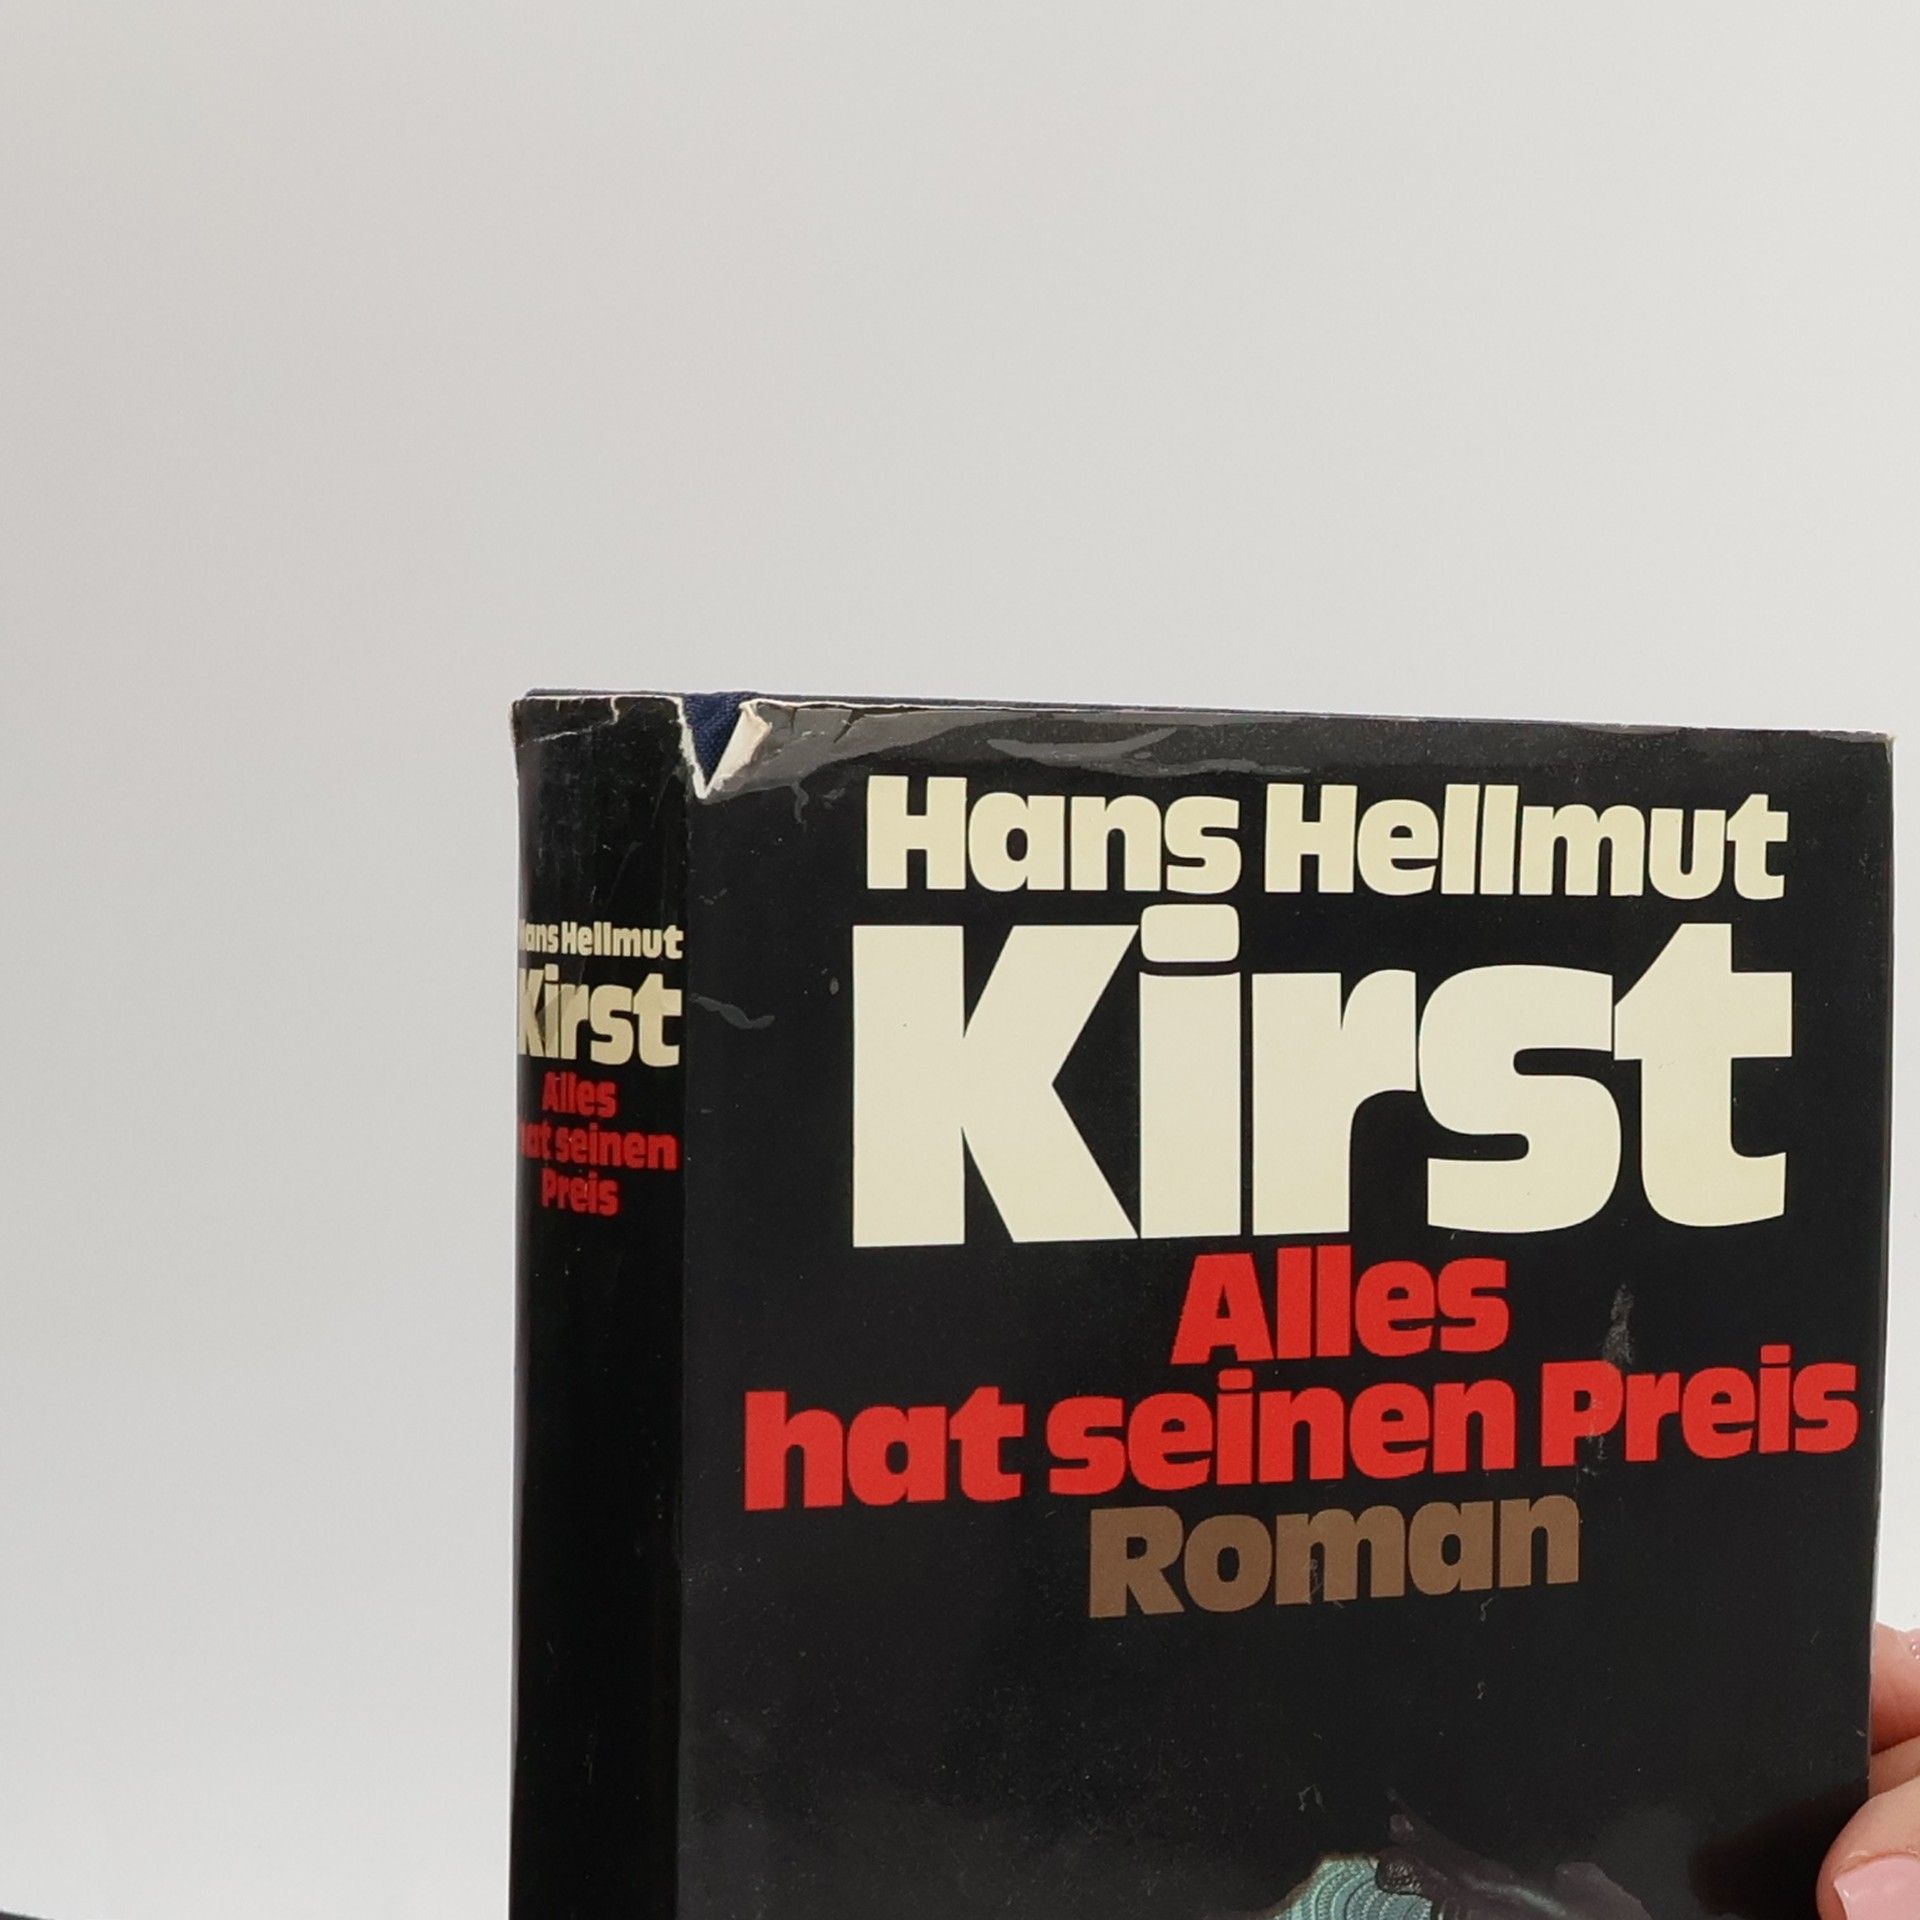 Hans Hellmut
Kirst
Alles
hat seinen
Preis
Hans Hellmut
Kirst
Alles
hat seinen Preis
Roman